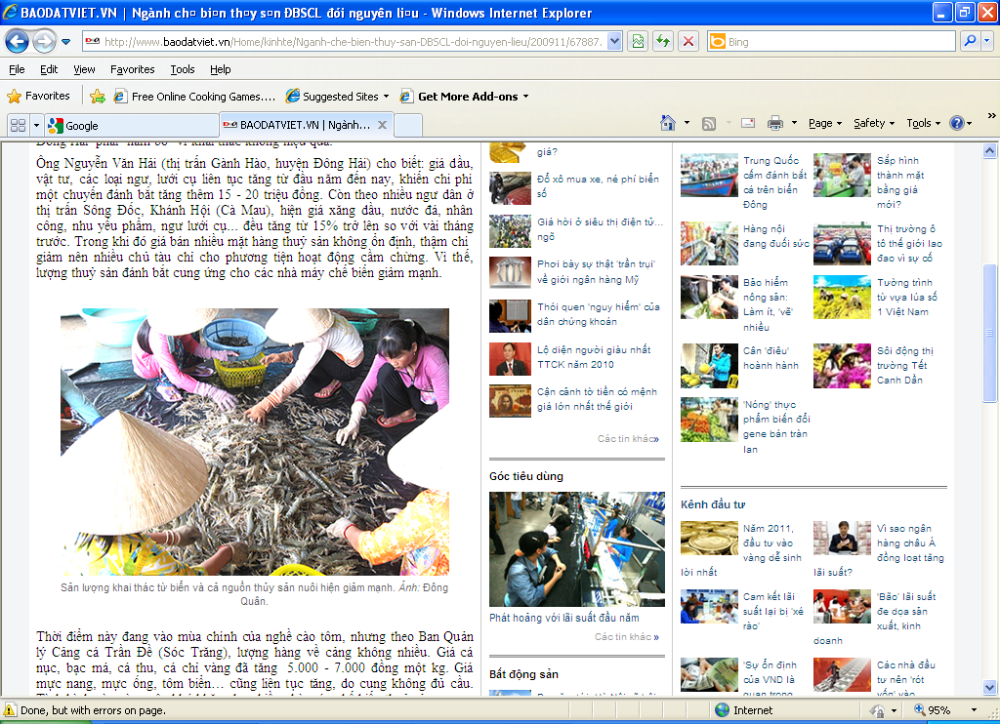 BAODATVIET.VN | Ngành chế biến thủy sản ĐBSCL đói nguyên liệu - Windows Internet Explorer
http://www.baodatviet.vn/Home/kinhte/Nganh-che-bien-thuy-san-DBSCL-doi-nguyen-lieu/200911/67887.
Bing
File Edit View Favorites Tools Help
Favorites
Free Online Cooking Games....
Suggested Sites
Get More Add-ons
Google
BAODATVIET.VN | Ngành...
Page Safety Tools
Ông Nguyễn Văn Hải (thị trấn Gành Hào, huyện Đông Hải) cho biết: giá dầu,
vật tư, các loại ngư, lưới cụ liên tục tăng từ đầu năm đến nay, khiến chi phí
một chuyến đánh bắt tăng thêm 15 - 20 triệu đồng. Còn theo nhiều ngư dân ở
thị trấn Sông Đốc, Khánh Hội (Cà Mau), hiện giá xăng dầu, nước đá, nhân
công, nhu yếu phẩm, ngư lưới cụ... đều tăng từ 15% trở lên so với vài tháng
trước. Trong khi đó giá bán nhiều mặt hàng thuỷ sản không ổn định, thậm chí
giảm nên nhiều chủ tàu chỉ cho phương tiện hoạt động cầm chừng. Vì thế,
lượng thuỷ sản đánh bắt cung ứng cho các nhà máy chế biến giảm mạnh.
Sản lượng khai thác từ biển và cả nguồn thủy sản nuôi hiện giảm mạnh. Ảnh: Đông
Quân.
Thời điểm này đang vào mùa chính của nghề cào tôm, nhưng theo Ban Quản
lý Cảng cá Trần Đề (Sóc Trăng), lượng hàng về cảng không nhiều. Giá cá
nục, bạc má, cá thu, cá chỉ vàng đã tăng 5.000 - 7.000 đồng một kg. Giá
mực nang, mực ống, tôm biển... cũng liên tục tăng, do cung không đủ cầu.
giá?
Đổ xô mua xe, né phí biển
số
Giá hời ở siêu thị điện tử...
ngõ
Phơi bày sự thật 'trần trụi'
về giới ngân hàng Mỹ
Thói quen 'nguy hiểm' của
dân chứng khoán
Lộ diện người giàu nhất
TTCK năm 2010
Cận cảnh tờ tiền có mệnh
giá lớn nhất thế giới
Các tin khác»
Góc tiêu dùng
Phát hoảng với lãi suất đầu năm
Các tin khác »
Bất động sản
Trung Quốc
cấm đánh bắt
cá trên biển
Đông
Sắp hình
thành mặt
bằng giá
mới?
Hàng nội
đang đuối sức
Thị trường ô
tô thế giới lao
đao vì sự cố
Bảo hiểm
nông sản:
Làm ít, 'vẽ'
nhiều
Tường trình
từ vựa lúa số
1 Việt Nam
Cân 'điêu'
hoành hành
Sôi động thị
trường Tết
Canh Dần
'Nóng' thực
phẩm biến đổi
gene bán tràn
lan
Kênh đầu tư
Năm 2011,
đầu tư vào
vàng dễ sinh
lời nhất
Vì sao ngân
hàng châu Á
đồng loạt tăng
lãi suất?
Cam kết lãi
suất lại bị 'xé
rào'
'Bão' lãi suất
đe dọa sản
xuất, kinh
doanh
'Sự ổn định
của VND là
quan trọng
Các nhà đầu
tư nên 'rót
vốn' vào
Done, but with errors on page.
Internet
95%